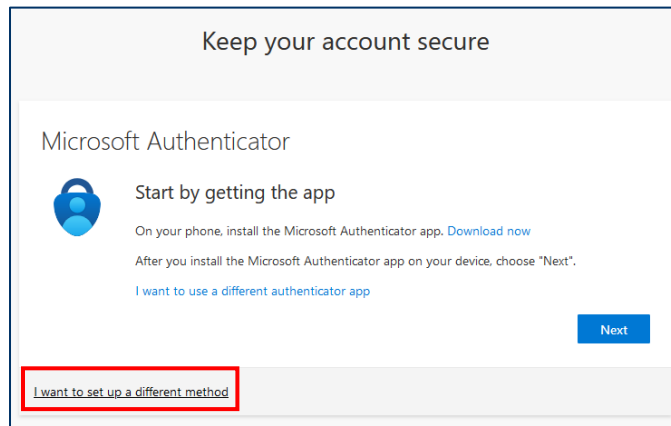 Keep your account secure
Microsoft Authenticator
Start by getting the app
On your phone, install the Microsoft Authenticator app. Download now
After you install the Microsoft Authenticator app on your device, choose "Next".
I want to use a different authenticator app
Next
I want to set up a different method